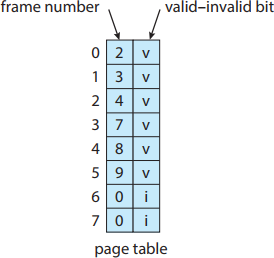 frame number valid–invalid bit
0 2 v
1 3 v
2 4 v
3 7 v
4 8 v
5 9 v
6 0 i
7 0 i
page table